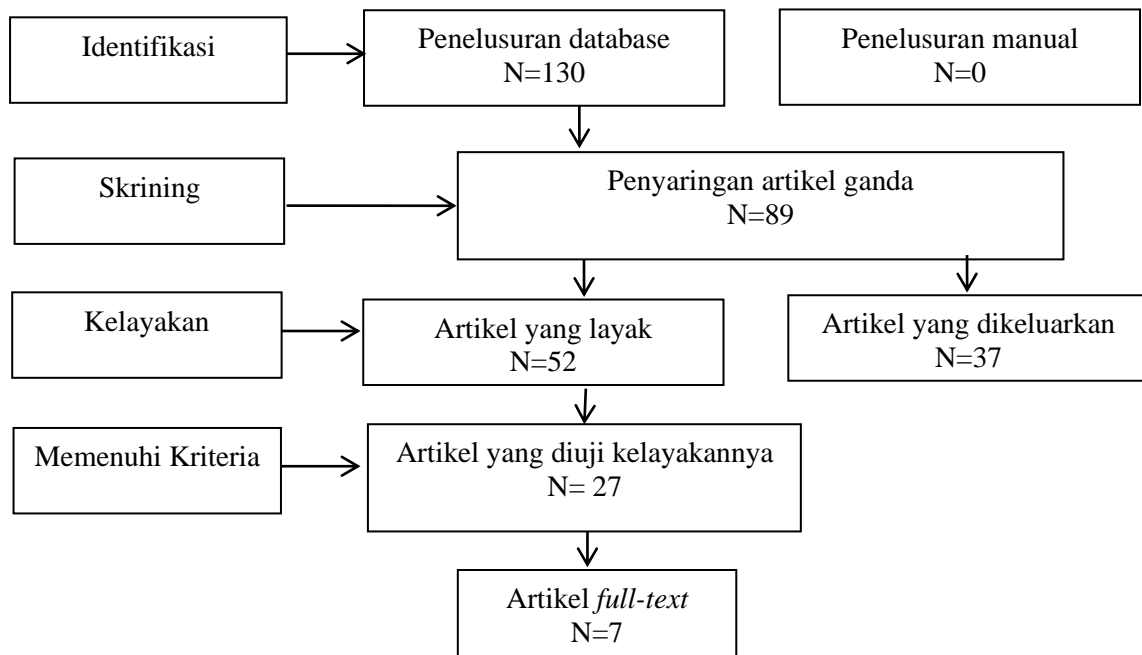 Identifikasi
Penelusuran database
N=130
Penelusuran manual
N=0
Skrining
Penyaringan artikel ganda
N=89
Kelayakan
Artikel yang layak
N=52
Artikel yang dikeluarkan
N=37
Memenuhi Kriteria
Artikel yang diuji kelayakannya
N= 27
Artikel full-text
N=7